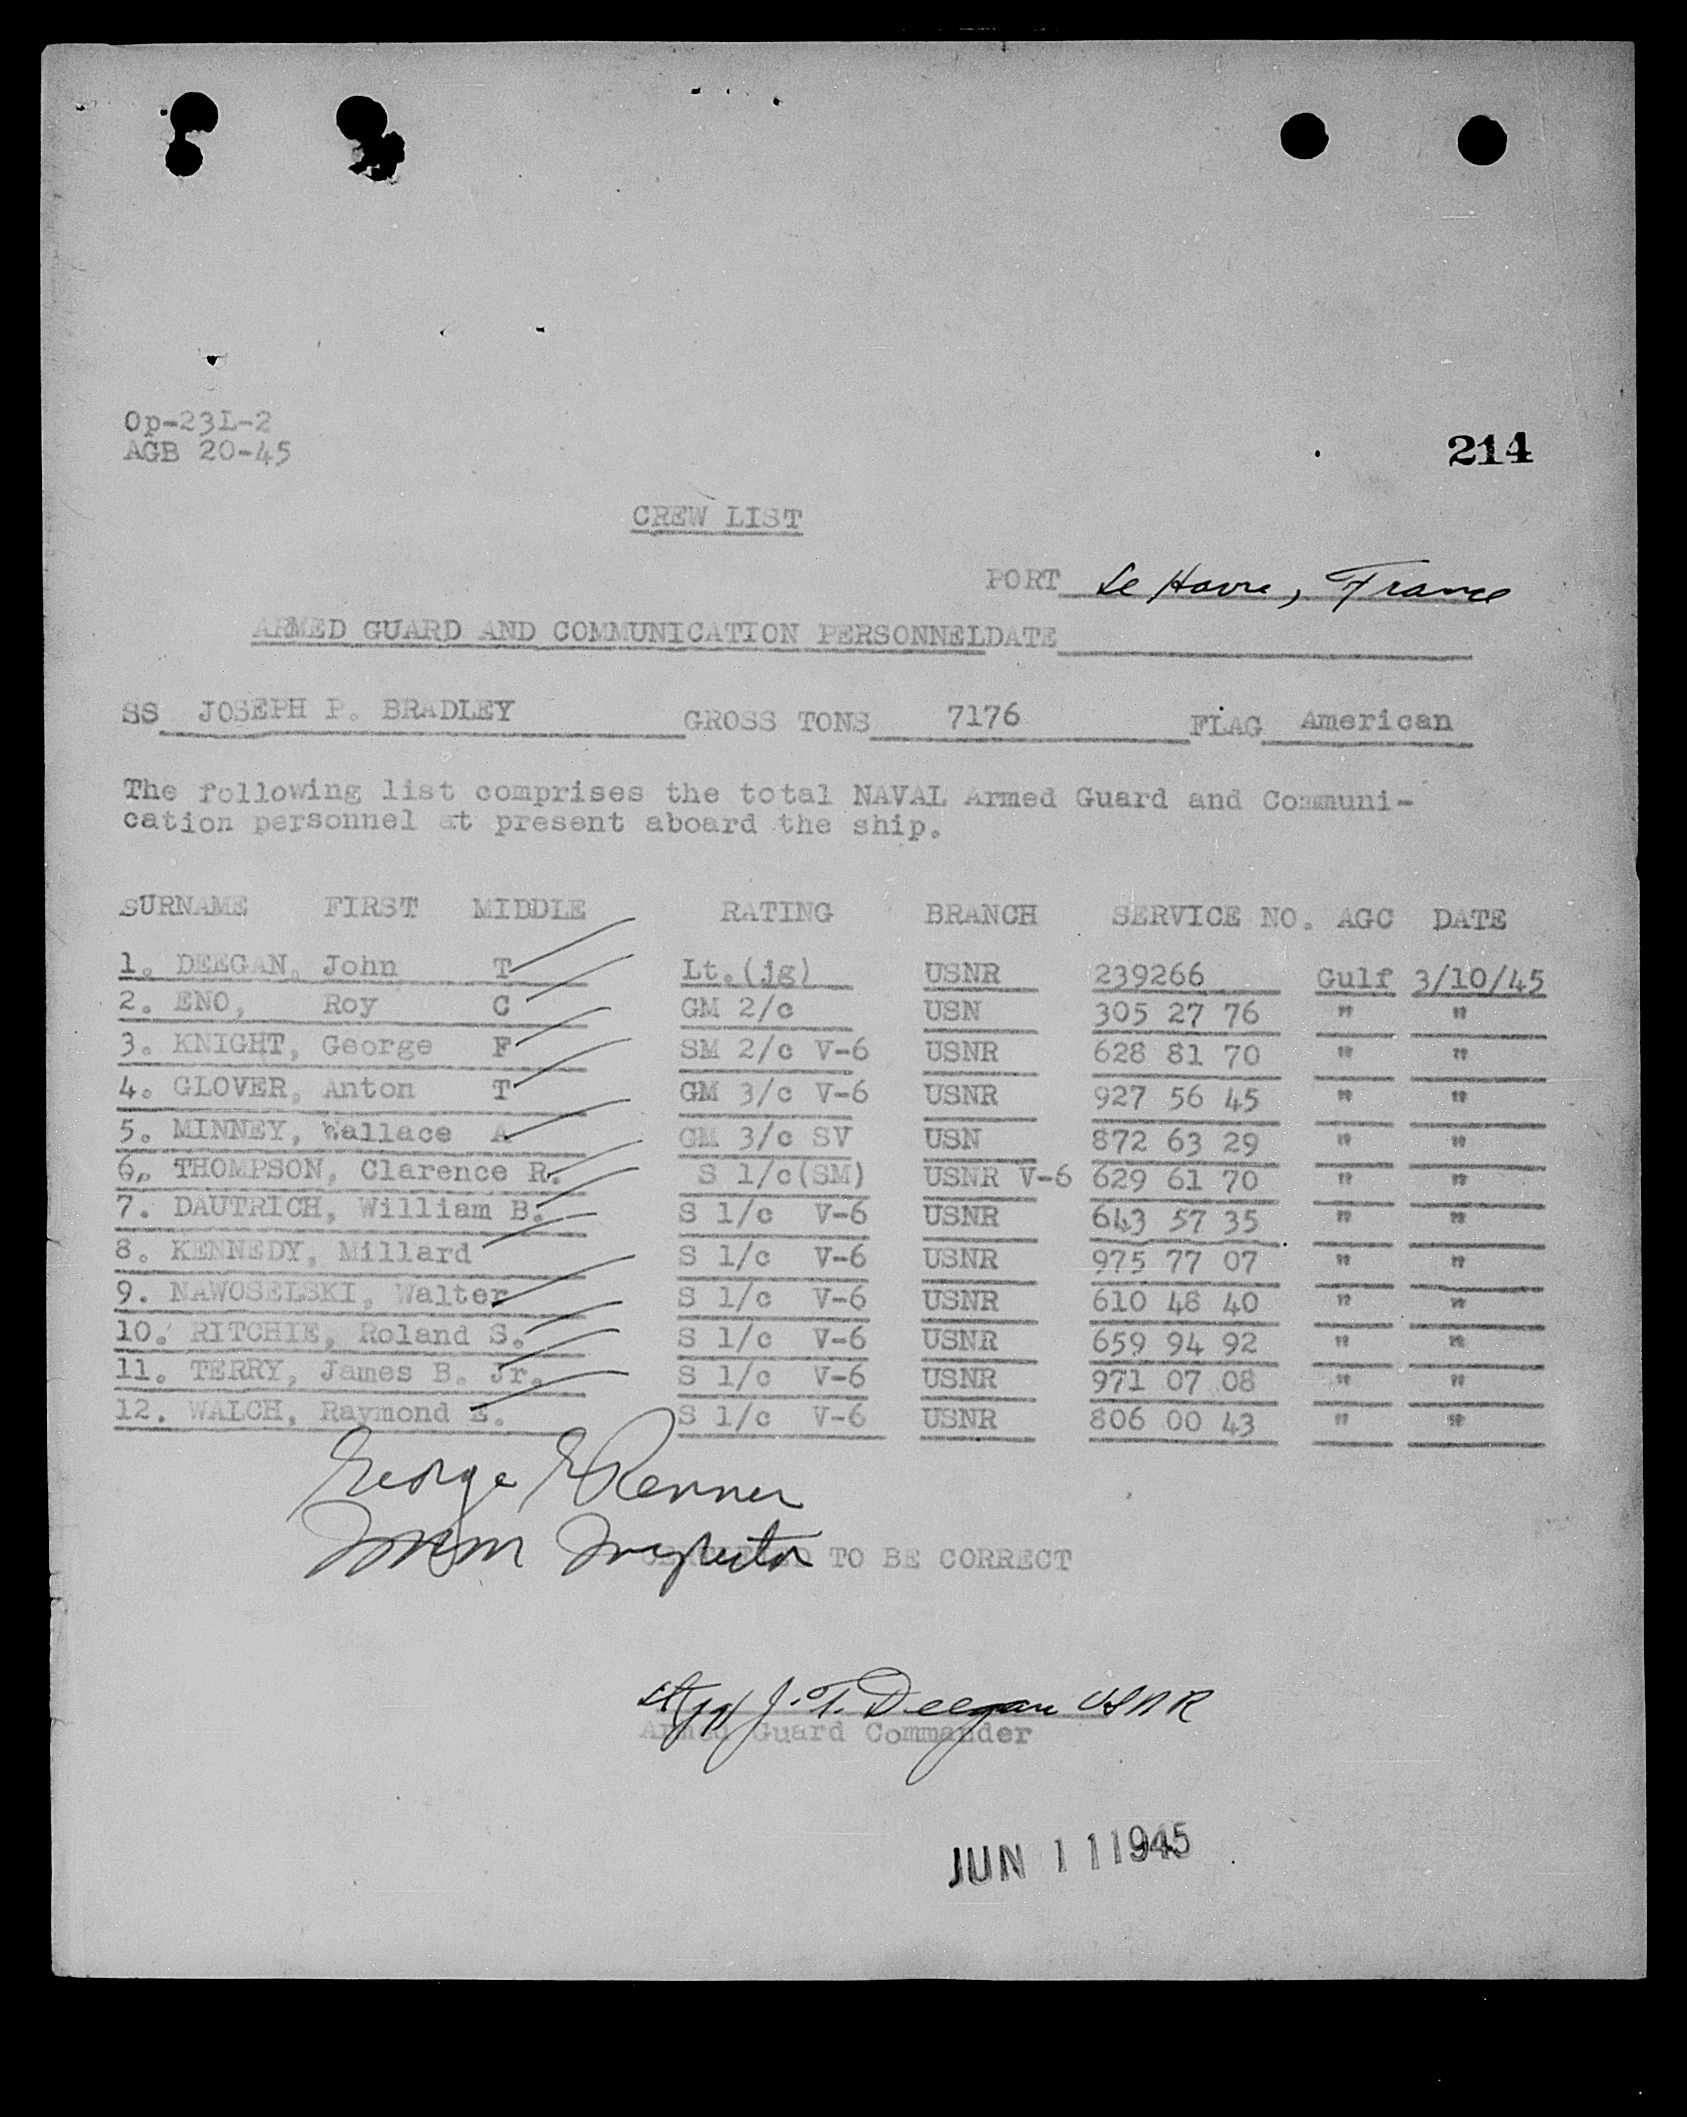 Op-23L-2
AGB 20-45
214
CREW LIST
PORT Le Havre, France
ARMED GUARD AND COMMUNICATION PERSONNEL DATE
SS JOSEPH P. BRADLEY GROSS TONS 7176 FLAG American
The following list comprises the total NAVAL Armed Guard and Communi-
cation personnel at present aboard the ship.
SURNAME FIRST MIDDLE RATING BRANCH SERVICE NO. AGC DATE
1. DEEGAN, John T Lt.(jg) USNR 239266 Gulf 3/10/45
2. ENO, Roy C GM 2/c USN 305 27 76 " "
3. KNIGHT, George F SM 2/c V-6 USNR 628 81 70 " "
4. GLOVER, Anton T GM 3/c V-6 USNR 927 56 45 " "
5. MINNEY, Wallace A GM 3/c SV USN 872 63 29 " "
6. THOMPSON, Clarence R. S 1/c(SM) USNR V-6 629 61 70 " "
7. DAUTRICH, William B. S 1/c V-6 USNR 643 57 35 " "
8. KENNEDY, Millard S 1/c V-6 USNR 975 77 07 " "
9. NAWOSELSKI, Walter S 1/c V-6 USNR 610 48 40 " "
10. RITCHIE, Roland S. S 1/c V-6 USNR 659 94 92 " "
11. TERRY, James B. Jr. S 1/c V-6 USNR 971 07 08 " "
12. WALCH, Raymond E. S 1/c V-6 USNR 806 00 43 " "
George E Renner
Imm Inspector
CERTIFIED TO BE CORRECT
Lt jg J. T. Deegan USNR
Armed Guard Commander
JUN 11 1945